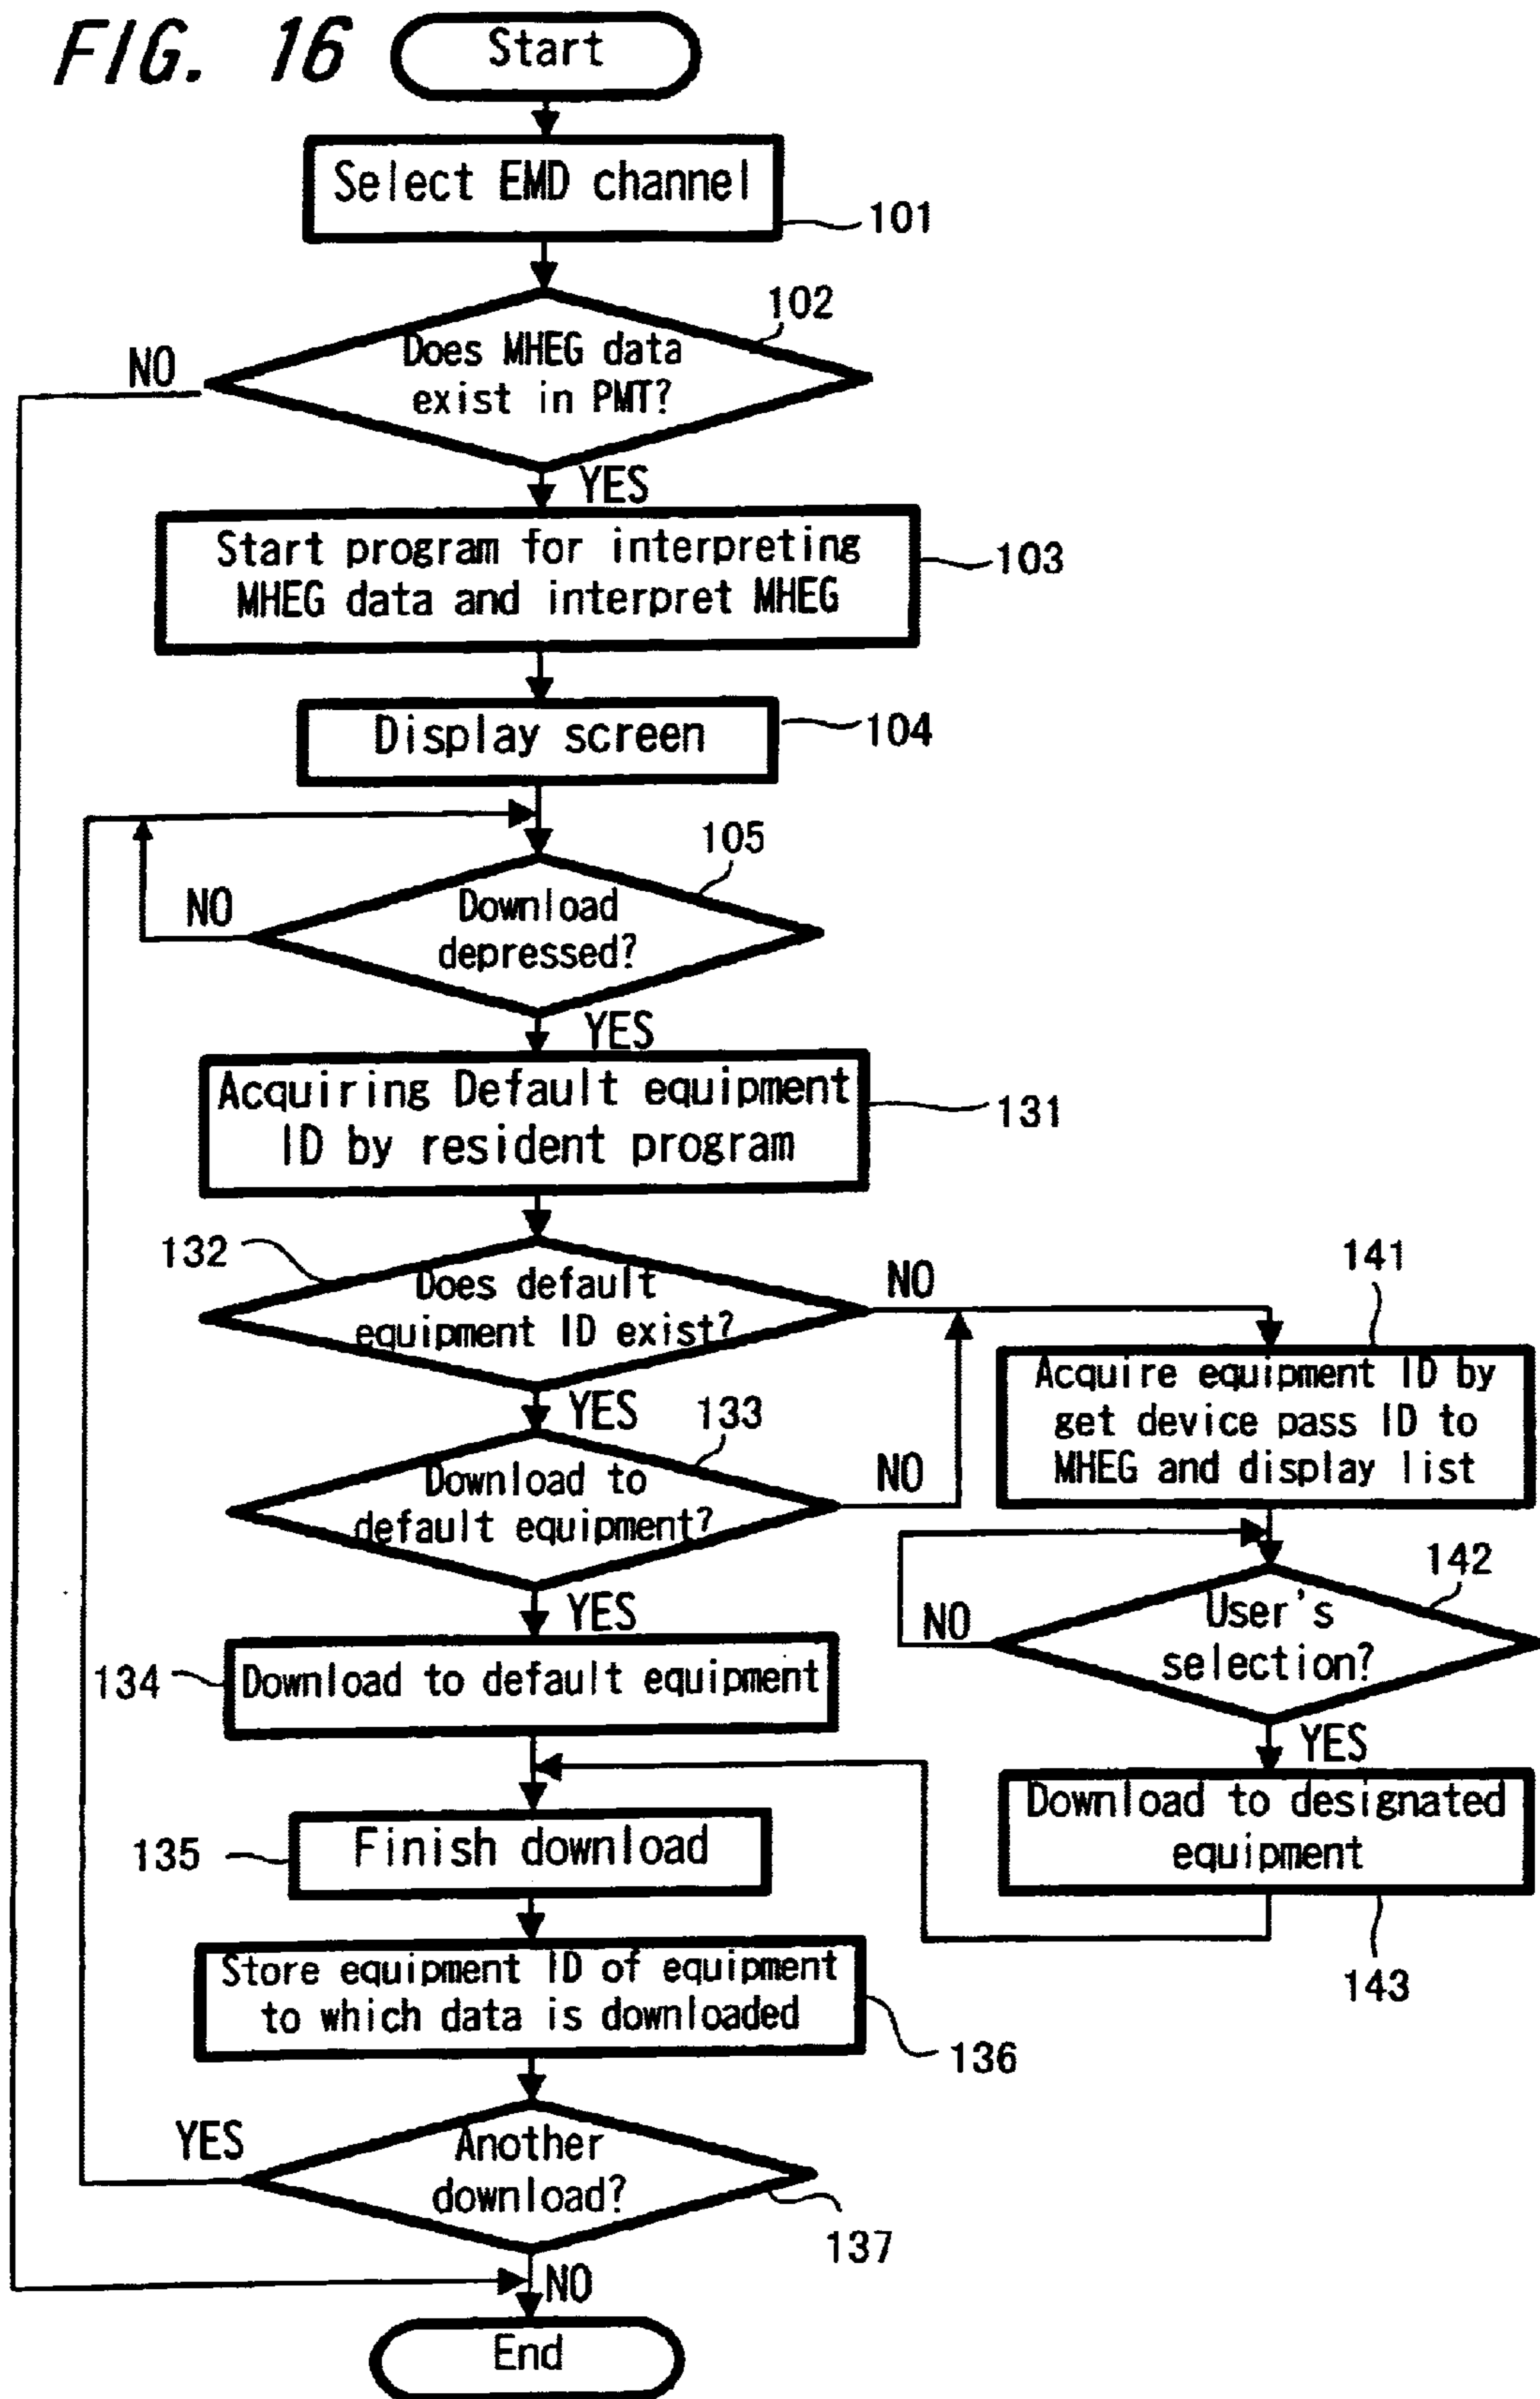 FIG. 16
Start
Select EMD channel
101
102
Does MHEG data
exist in PMT?
NO
YES
Start program for interpreting
MHEG data and interpret MHEG
103
Display screen
104
105
Download
depressed?
NO
YES
Acquiring Default equipment
ID by resident program
131
132
Does default
equipment ID exist?
NO
YES
133
Download to
default equipment?
NO
YES
134
Download to default equipment
141
Acquire equipment ID by
get device pass ID to
MHEG and display list
142
User's
selection?
NO
YES
Download to designated
equipment
143
135
Finish download
Store equipment ID of equipment
to which data is downloaded
136
YES
Another
download?
137
NO
End